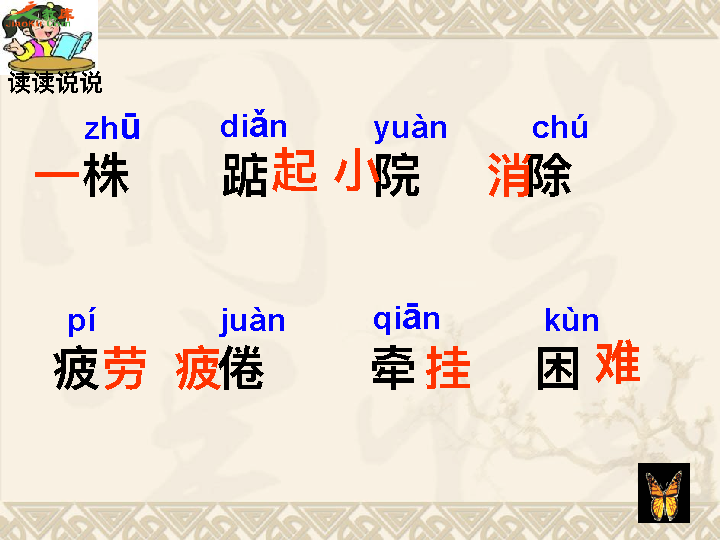 读读说说
zhū diǎn yuàn chú
一株 踮起 小院 消除
pí juàn qiān kùn
疲劳 疲倦 牵挂 困难